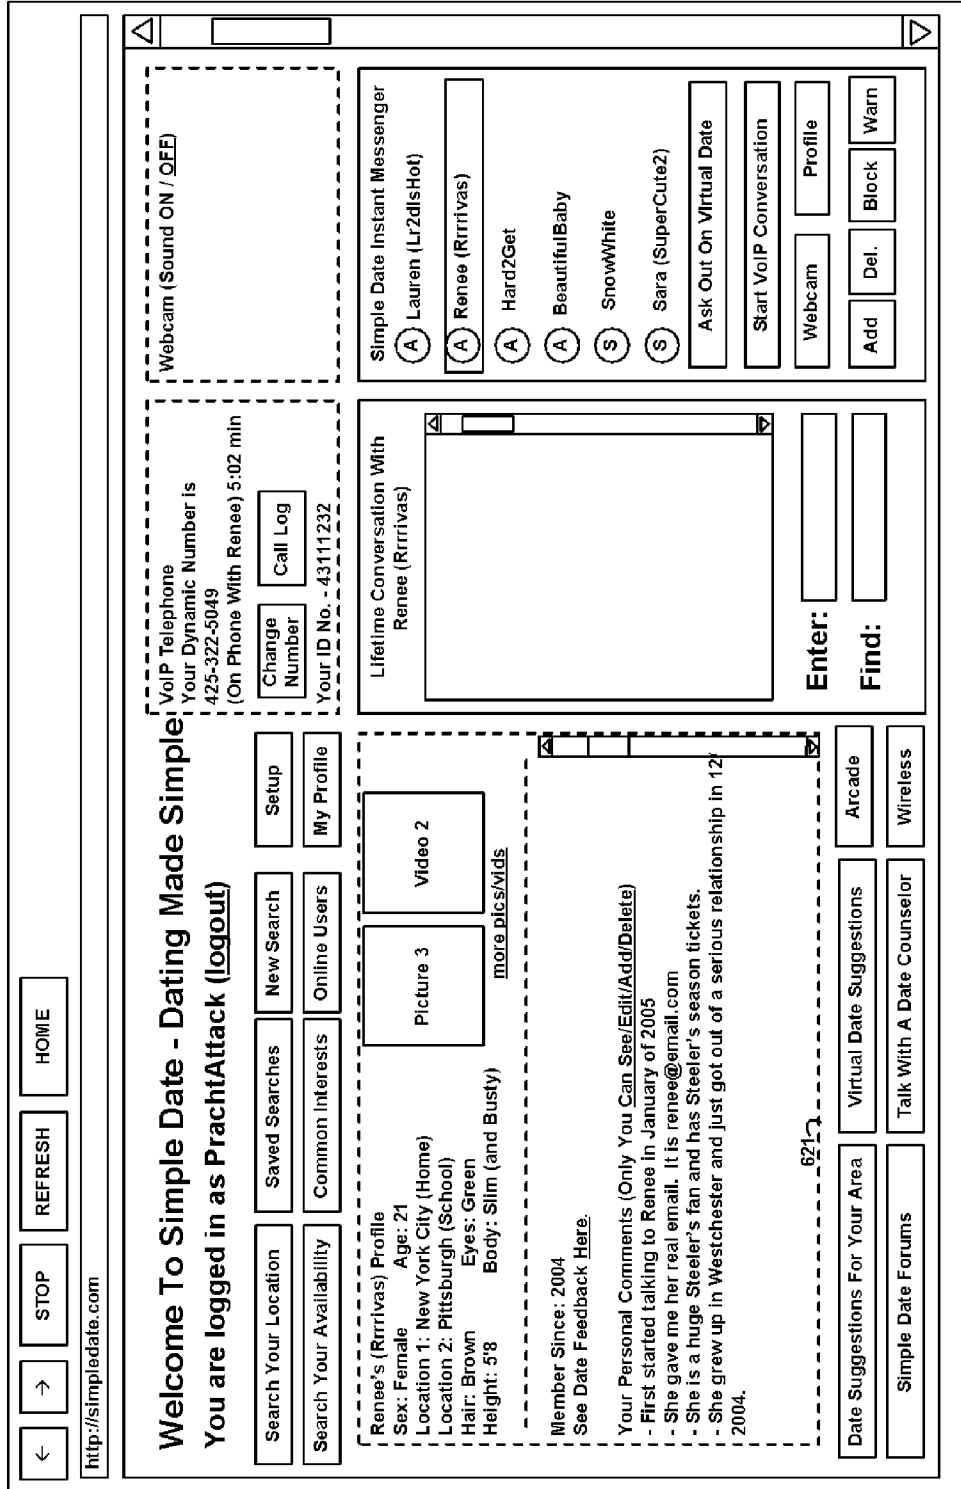 ← → STOP REFRESH HOME
http://simpledate.com
Welcome To Simple Date - Dating Made Simple
You are logged in as PrachtAttack (logout)
Search Your Location Saved Searches New Search Setup
Search Your Availability Common Interests Online Users My Profile
VoIP Telephone
Your Dynamic Number is
425-322-5049
(On Phone With Renee) 5:02 min
Change
Number
Call Log
Your ID No. - 43111232
Webcam (Sound ON / OFF)
Renee's (Rrrrivas) Profile
Sex: Female Age: 21
Location 1: New York City (Home)
Location 2: Pittsburgh (School)
Hair: Brown Eyes: Green
Height: 5'8 Body: Slim (and Busty)
Picture 3 Video 2
more pics/vids
Member Since: 2004
See Date Feedback Here.
Your Personal Comments (Only You Can See/Edit/Add/Delete)
- First started talking to Renee in January of 2005
- She gave me her real email. It is renee@email.com
- She is a huge Steeler's fan and has Steeler's season tickets.
- She grew up in Westchester and just got out of a serious relationship in 12/
2004.
621
Lifetime Conversation With
Renee (Rrrrivas)
Enter:
Find:
Simple Date Instant Messenger
A Lauren (Lr2dIsHot)
A Renee (Rrrrivas)
A Hard2Get
A BeautifulBaby
S SnowWhite
S Sara (SuperCute2)
Ask Out On Virtual Date
Start VoIP Conversation
Webcam Profile
Add Del. Block Warn
Date Suggestions For Your Area Virtual Date Suggestions Arcade
Simple Date Forums Talk With A Date Counselor Wireless